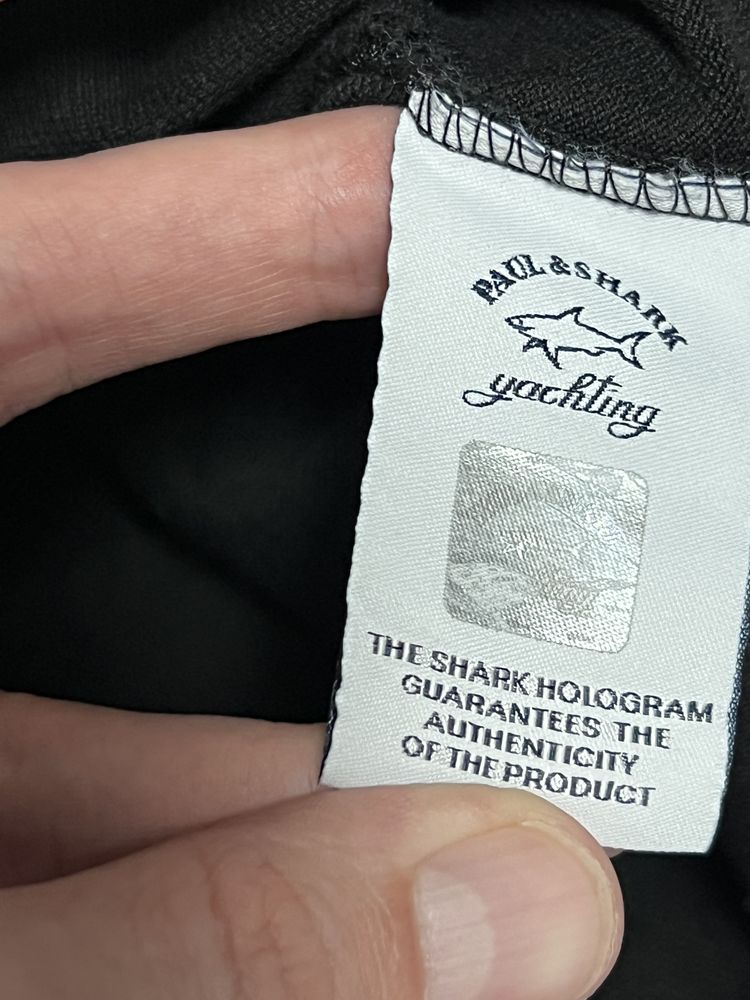 PAUL & SHARK
yachting
THE SHARK HOLOGRAM
GUARANTEES THE
AUTHENTICITY
OF THE PRODUCT